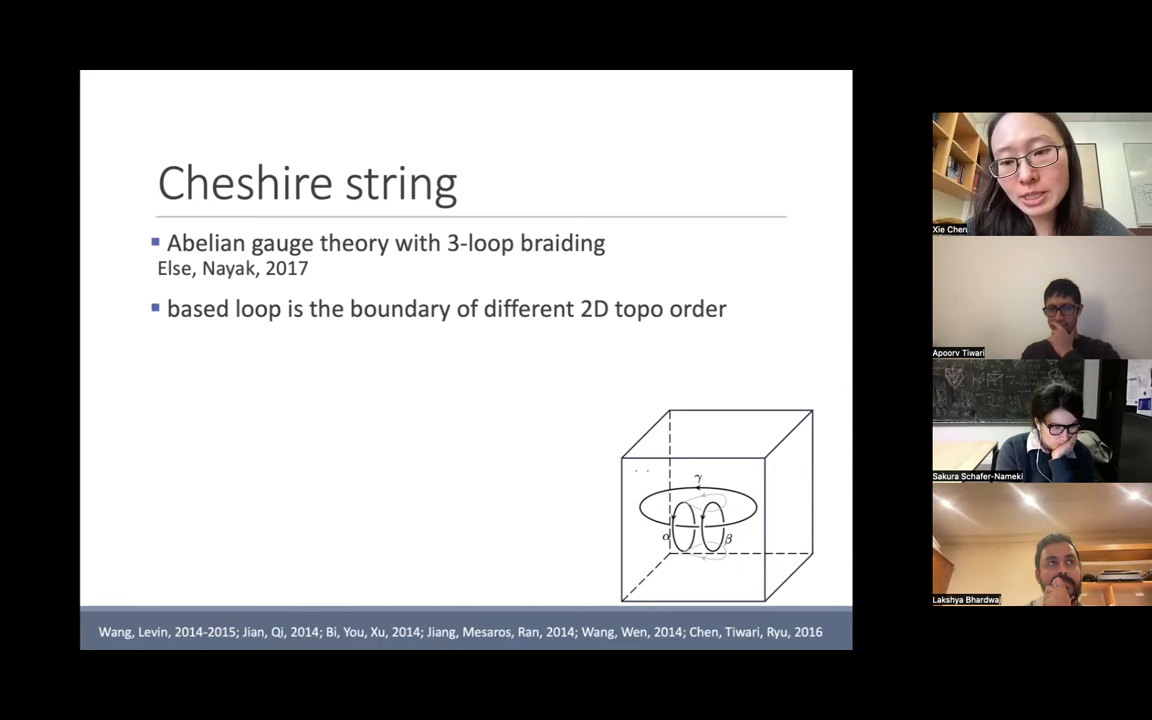 Cheshire string
Abelian gauge theory with 3-loop braiding
Else, Nayak, 2017
based loop is the boundary of different 2D topo order
γ
α
β
Wang, Levin, 2014-2015; Jian, Qi, 2014; Bi, You, Xu, 2014; Jiang, Mesaros, Ran, 2014; Wang, Wen, 2014; Chen, Tiwari, Ryu, 2016
Xie Chen
Apoorv Tiwari
Sakura Schafer-Nameki
Lakshya Bhardwaj